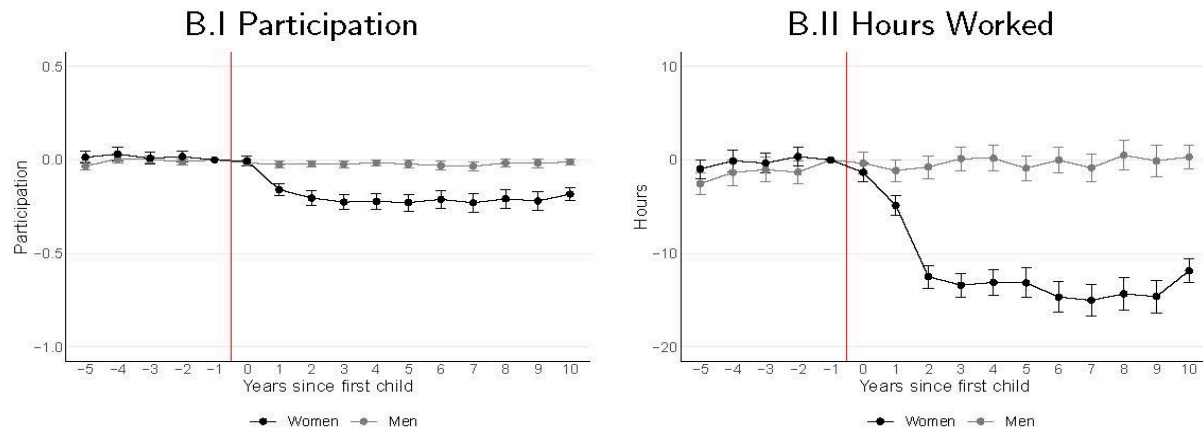 B.I Participation
0.5
0.0
−0.5
−1.0
Participation
−5 −4 −3 −2 −1 0 1 2 3 4 5 6 7 8 9 10
Years since first child
Women Men
B.II Hours Worked
10
0
−10
−20
Hours
−5 −4 −3 −2 −1 0 1 2 3 4 5 6 7 8 9 10
Years since first child
Women Men